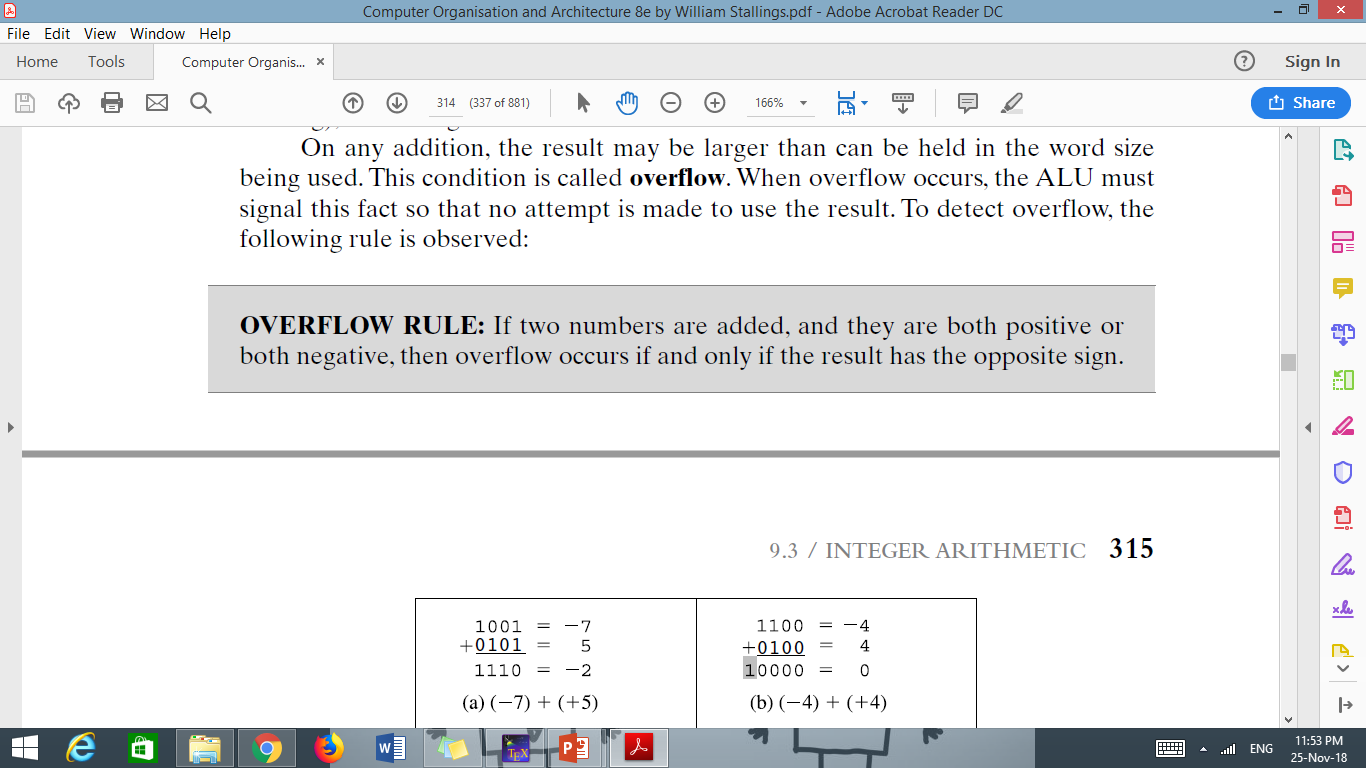 Computer Organisation and Architecture 8e by William Stallings.pdf - Adobe Acrobat Reader DC
File Edit View Window Help
Home Tools Computer Organis... × Sign In
314 (337 of 881) 166% Share
On any addition, the result may be larger than can be held in the word size
being used. This condition is called overflow. When overflow occurs, the ALU must
signal this fact so that no attempt is made to use the result. To detect overflow, the
following rule is observed:
OVERFLOW RULE: If two numbers are added, and they are both positive or
both negative, then overflow occurs if and only if the result has the opposite sign.
9.3 / INTEGER ARITHMETIC 315
1001 = −7
+0101 = 5
1110 = −2
(a) (−7) + (+5)
1100 = −4
+0100 = 4
10000 = 0
(b) (−4) + (+4)
ENG 11:53 PM
25-Nov-18